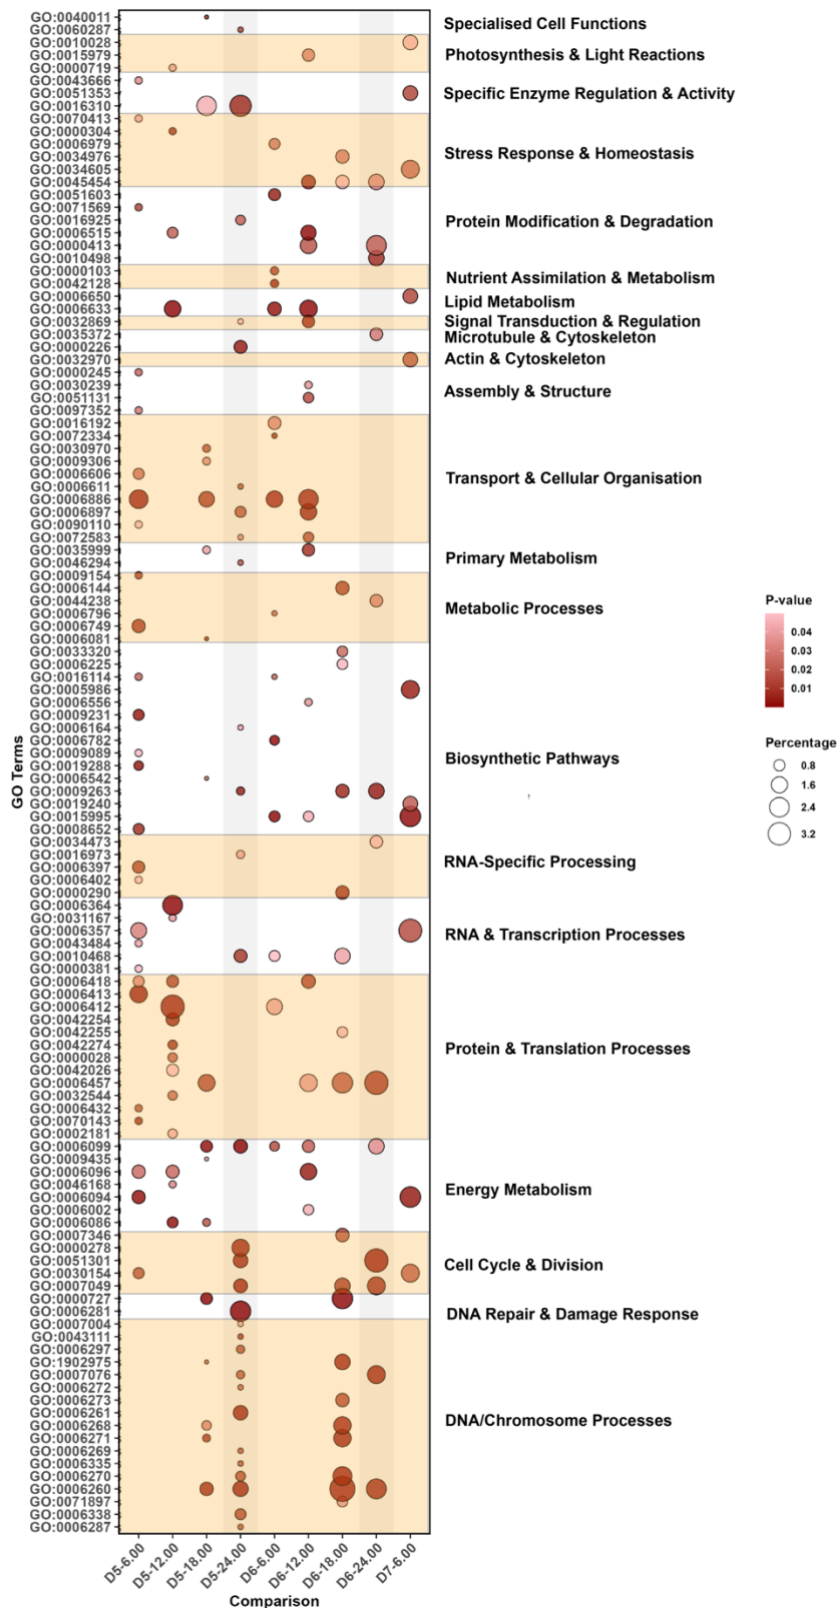 GO:0040011
Specialised Cell Functions
GO:0060287
GO:0010028
GO:0015979
Photosynthesis & Light Reactions
GO:0000719
GO:0043666
GO:0051353
Specific Enzyme Regulation & Activity
GO:0016310
GO:0070413
GO:0000304
GO:0006979
GO:0034976
Stress Response & Homeostasis
GO:0034605
GO:0045454
GO:0051603
GO:0071569
GO:0016925
Protein Modification & Degradation
GO:0006515
GO:0000413
GO:0010498
GO:0000103
Nutrient Assimilation & Metabolism
GO:0042128
GO:0006650
Lipid Metabolism
GO:0006633
GO:0032869
Signal Transduction & Regulation
GO:0035372
Microtubule & Cytoskeleton
GO:0000226
GO:0032970
Actin & Cytoskeleton
GO:0000245
GO:0030239
Assembly & Structure
GO:0051131
GO:0097352
GO:0016192
GO:0072334
GO:0030970
GO:0009306
GO:0006606
Transport & Cellular Organisation
GO:0006611
GO:0006886
GO:0006897
GO:0090110
GO:0072583
GO:0035999
Primary Metabolism
GO:0046294
GO:0009154
GO:0006144
GO:0044238
Metabolic Processes
GO:0006796
GO:0006749
GO:0006081
GO:0033320
GO:0006225
GO:0016114
GO:0005986
GO:0006556
GO:0009231
GO:0006164
GO:0006782
GO:0009089
Biosynthetic Pathways
GO:0019288
GO:0006542
GO:0009263
GO:0019240
GO:0015995
GO:0008652
GO:0034473
GO:0016973
RNA-Specific Processing
GO:0006397
GO:0006402
GO:0000290
GO:0006364
GO:0031167
GO:0006357
RNA & Transcription Processes
GO:0043484
GO:0010468
GO:0000381
GO:0006418
GO:0006413
GO:0006412
GO:0042254
GO:0042255
GO:0042274
Protein & Translation Processes
GO:0000028
GO:0042026
GO:0006457
GO:0032544
GO:0006432
GO:0070143
GO:0002181
GO:0006099
GO:0009435
GO:0006096
GO:0046168
Energy Metabolism
GO:0006094
GO:0006002
GO:0006086
GO:0007346
GO:0000278
GO:0051301
Cell Cycle & Division
GO:0030154
GO:0007049
GO:0000727
GO:0006281
DNA Repair & Damage Response
GO:0007004
GO:0043111
GO:0006297
GO:1902975
GO:0007076
GO:0006272
GO:0006273
GO:0006261
DNA/Chromosome Processes
GO:0006268
GO:0006271
GO:0006269
GO:0006335
GO:0006270
GO:0006260
GO:0071897
GO:0006338
GO:0006287
GO Terms
D5-6.00
D5-12.00
D5-18.00
D5-24.00
D6-6.00
D6-12.00
D6-18.00
D6-24.00
D7-6.00
Comparison
P-value
0.04
0.03
0.02
0.01
Percentage
0.8
1.6
2.4
3.2